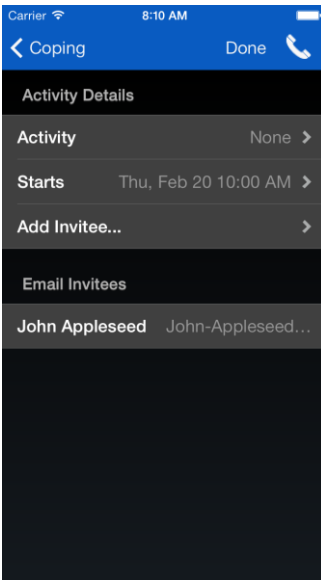 Carrier 8:10 AM
Coping Done
Activity Details
Activity None
Starts Thu, Feb 20 10:00 AM
Add Invitee...
Email Invitees
John Appleseed John-Appleseed...